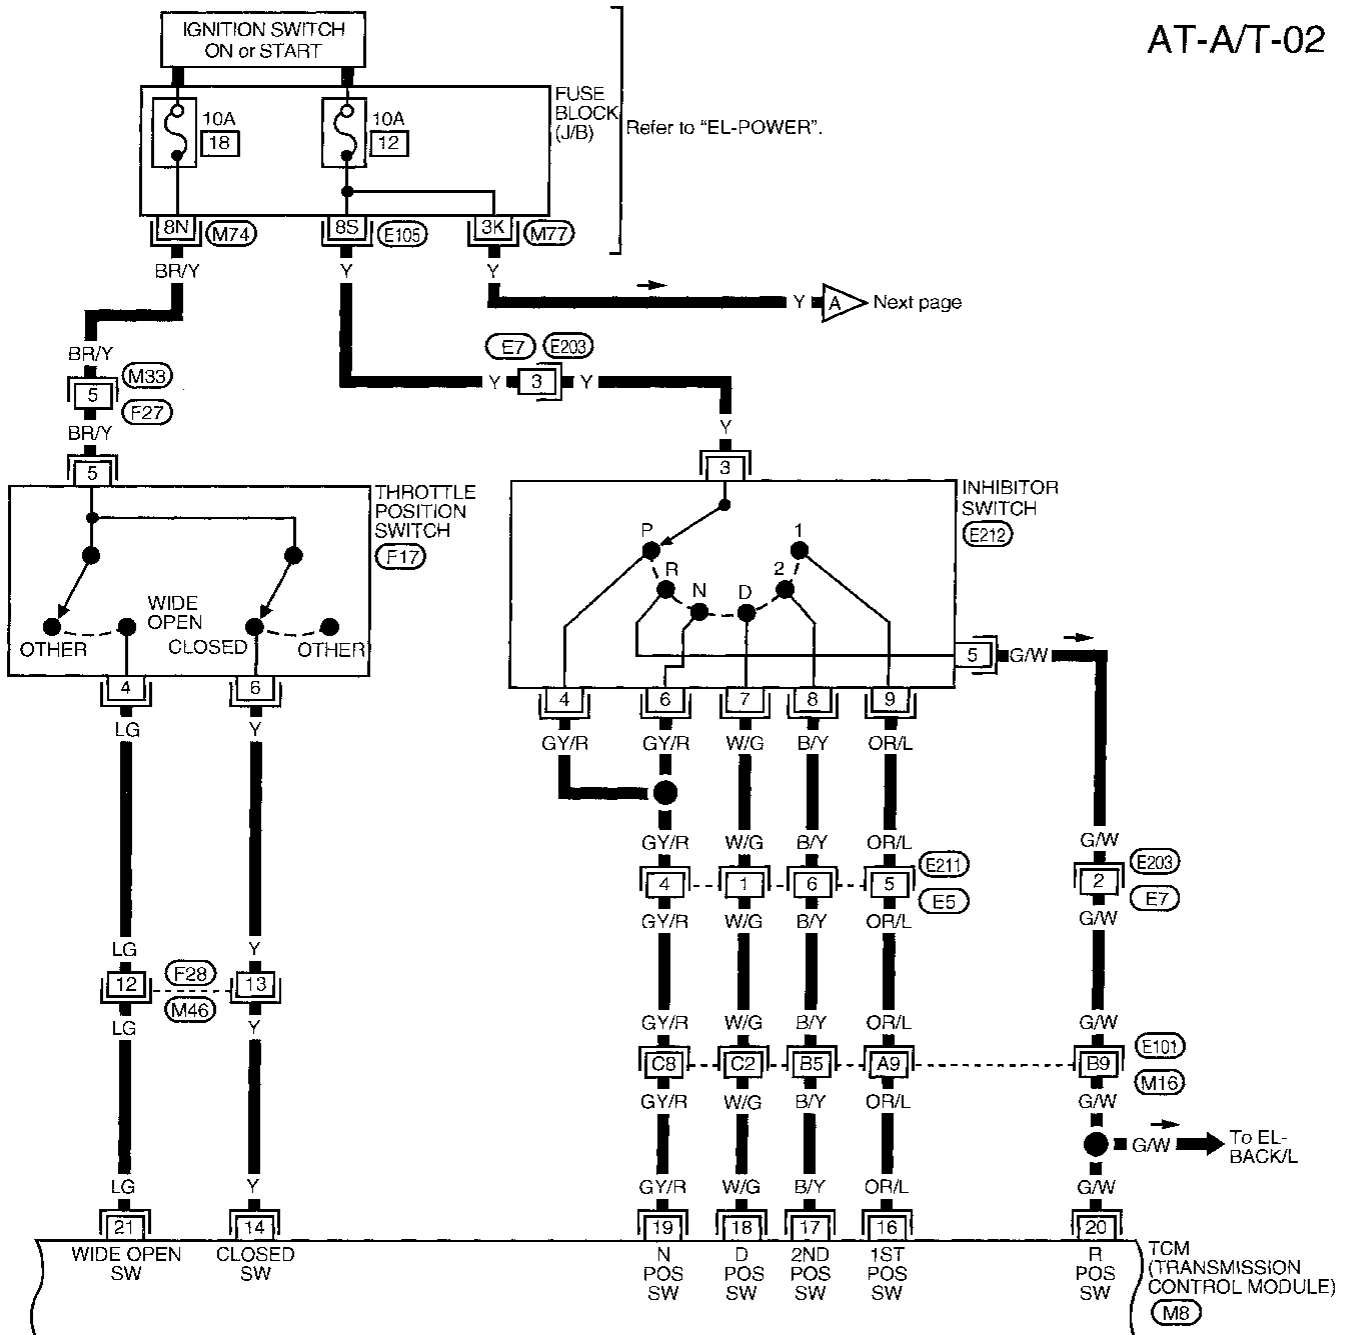 AT-A/T-02
IGNITION SWITCH
ON or START
FUSE
BLOCK
(J/B)
Refer to "EL-POWER".
10A
18
10A
12
8N
M74
8S
E105
3K
M77
BR/Y
Y
Y
Y
A
Next page
BR/Y
M33
5
F27
BR/Y
E7
E203
Y
3
Y
Y
5
3
THROTTLE
POSITION
SWITCH
F17
WIDE
OPEN
OTHER
CLOSED
OTHER
INHIBITOR
SWITCH
E212
P
R
N
D
2
1
5
G/W
4
6
4
6
7
8
9
LG
Y
GY/R
GY/R
W/G
B/Y
OR/L
GY/R
W/G
B/Y
OR/L
G/W
4
1
6
5
E211
E5
2
E203
E7
GY/R
W/G
B/Y
OR/L
G/W
LG
Y
12
F28
M46
13
LG
Y
GY/R
W/G
B/Y
OR/L
G/W
C8
C2
B5
A9
B9
E101
M16
GY/R
W/G
B/Y
OR/L
G/W
G/W
To EL-
BACK/L
LG
Y
GY/R
W/G
B/Y
OR/L
G/W
21
14
19
18
17
16
20
WIDE OPEN
SW
CLOSED
SW
N
POS
SW
D
POS
SW
2ND
POS
SW
1ST
POS
SW
R
POS
SW
TCM
(TRANSMISSION
CONTROL MODULE)
M8